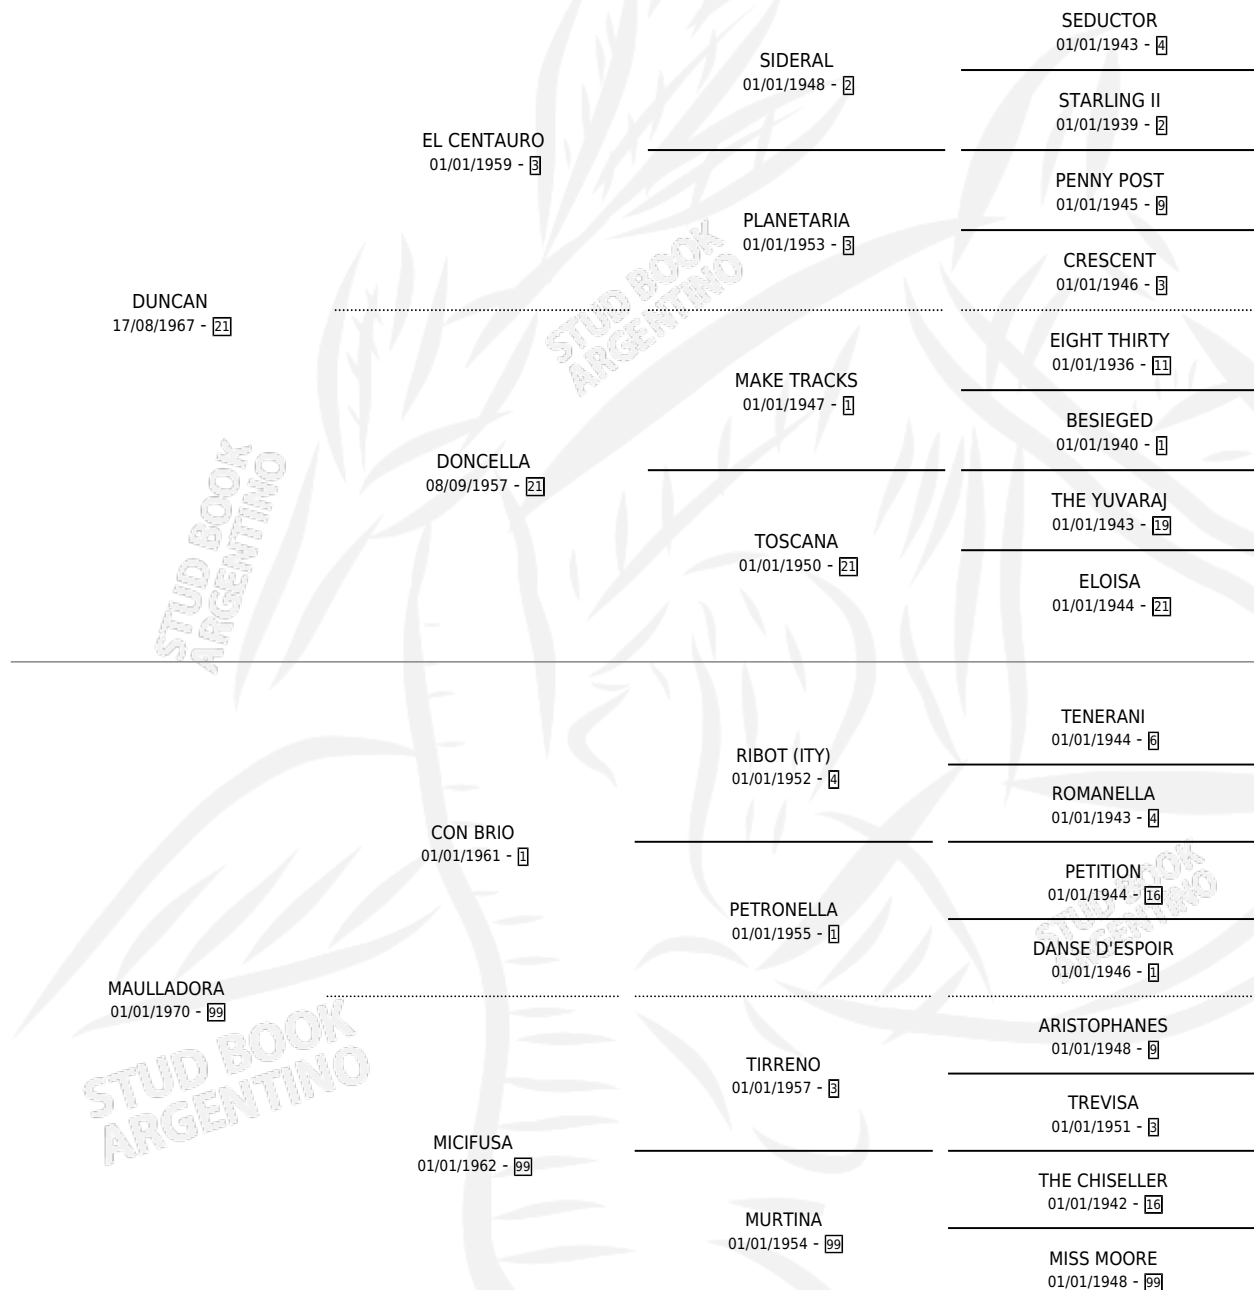 SEDUCTOR
01/01/1943 - 4
SIDERAL
01/01/1948 - 2
STARLING II
01/01/1939 - 2
EL CENTAURO
01/01/1959 - 3
PENNY POST
01/01/1945 - 9
PLANETARIA
01/01/1953 - 3
CRESCENT
01/01/1946 - 3
DUNCAN
17/08/1967 - 21
EIGHT THIRTY
01/01/1936 - 11
MAKE TRACKS
01/01/1947 - 1
BESIEGED
01/01/1940 - 1
DONCELLA
08/09/1957 - 21
THE YUVARAJ
01/01/1943 - 19
TOSCANA
01/01/1950 - 21
ELOISA
01/01/1944 - 21
STUD BOOK
ARGENTINO
STUD BOOK
ARGENTINO
TENERANI
01/01/1944 - 6
RIBOT (ITY)
01/01/1952 - 4
ROMANELLA
01/01/1943 - 4
CON BRIO
01/01/1961 - 1
PETITION
01/01/1944 - 16
PETRONELLA
01/01/1955 - 1
DANSE D'ESPOIR
01/01/1946 - 1
STUD BOOK
ARGENTINO
MAULLADORA
01/01/1970 - 99
ARISTOPHANES
01/01/1948 - 9
TIRRENO
01/01/1957 - 3
TREVISA
01/01/1951 - 3
STUD BOOK
ARGENTINO
MICIFUSA
01/01/1962 - 99
THE CHISELLER
01/01/1942 - 16
MURTINA
01/01/1954 - 99
MISS MOORE
01/01/1948 - 99